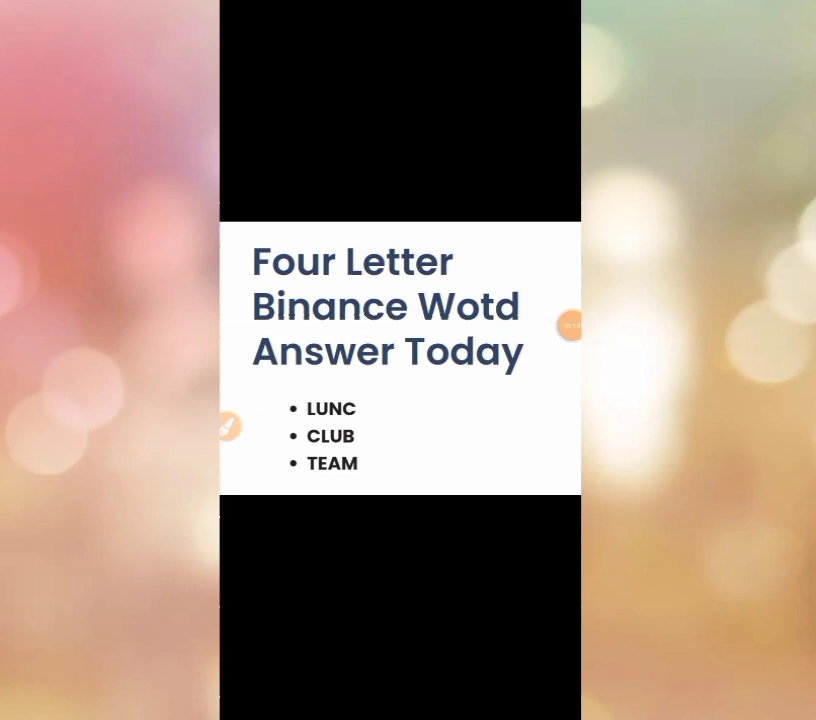 Four Letter
Binance Wotd
Answer Today
• LUNC
• CLUB
• TEAM